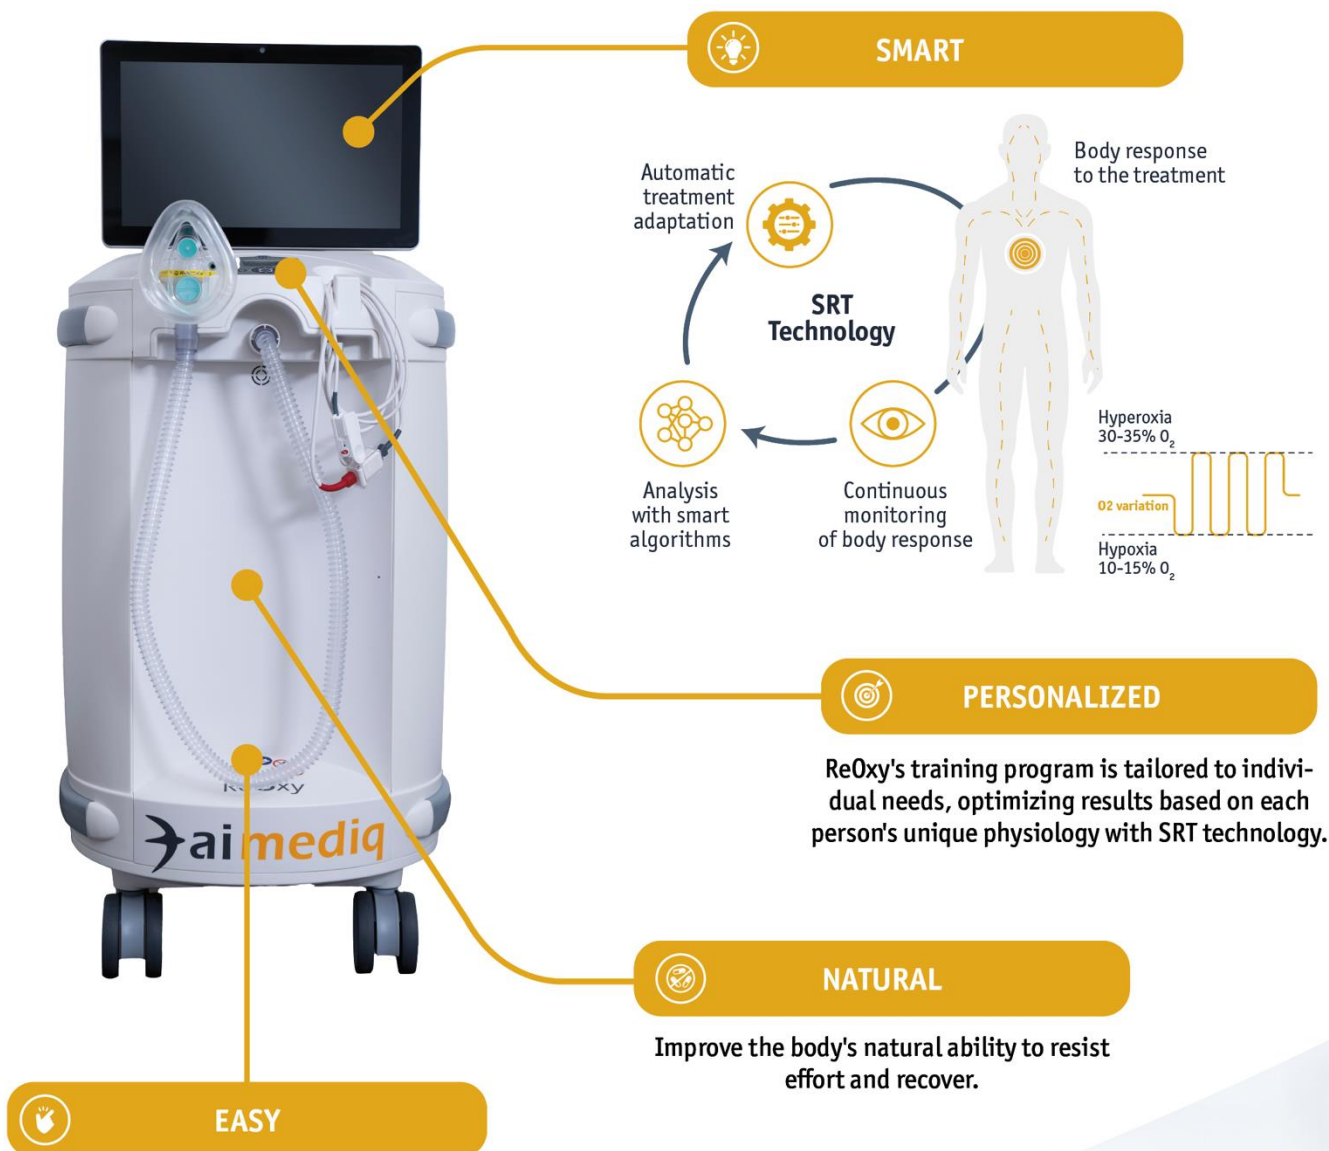 SMART
Automatic
treatment
adaptation
Body response
to the treatment
SRT
Technology
Analysis
with smart
algorithms
Continuous
monitoring
of body response
Hyperoxia
30-35% O₂
O2 variation
Hypoxia
10-15% O₂
PERSONALIZED
ReOxy's training program is tailored to indivi-
dual needs, optimizing results based on each
person's unique physiology with SRT technology.
ReOxy
aimediq
NATURAL
Improve the body's natural ability to resist
effort and recover.
EASY